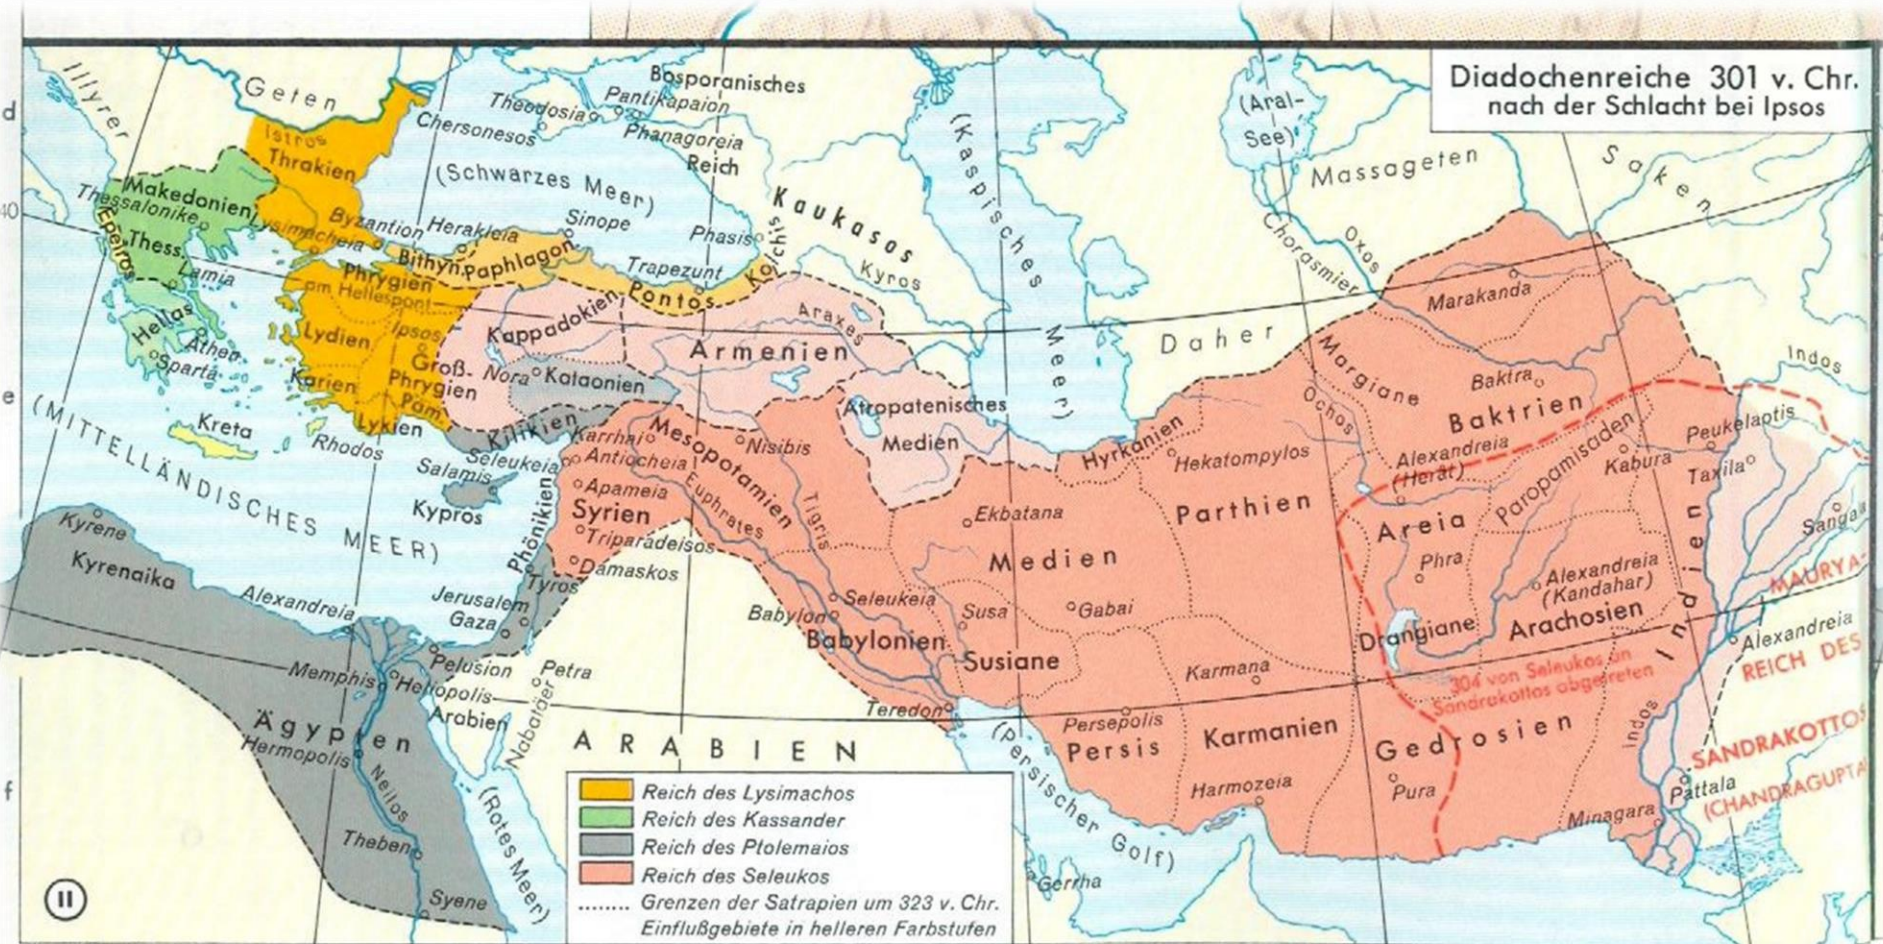 Diadochenreiche 301 v. Chr.
nach der Schlacht bei Ipsos
d
40
e
f
II
Illyrer
Geten
Istros
Thrakien
Makedonien
Thessalonike
Epeiros
Thess.
Lamia
Hellas
Athen
Sparta
Lysimacheia
Byzantion
Herakleia
Bithyn.
Paphlagon.
Phrygien
am Hellespont
Lydien
Ipsos
Groß-
Phrygien
Karien
Pam.
Lykien
Kreta
Rhodos
(MITTELLÄNDISCHES MEER)
Bosporanisches
Reich
Theodosia
Pantikapaion
Phanagoreia
Chersonesos
(Schwarzes Meer)
Sinope
Phasis
Kolchis
Trapezunt
Pontos
Kaukasos
Kyros
Araxes
Kappadokien
Armenien
Nora
Kataonien
Kilikien
(Kaspisches Meer)
Atropatenisches
Medien
(Aral-
See)
Massageten
Saken
Chorasmier
Oxos
Daher
Marakanda
Margiane
Baktra
Baktrien
Ochos
Indos
Hyrkanien
Hekatompylos
Parthien
Alexandreia
(Herât)
Areia
Paropamisaden
Kabura
Peukelaotis
Taxila
Phra
Alexandreia
(Kandahar)
Arachosien
Drangiane
Indien
304 von Seleukos an
Sandrakottos abgetreten
MAURYA-
Alexandreia
REICH DES
SANDRAKOTTOS
(CHANDRAGUPTA
Indos
Pattala
Minagara
Gedrosien
Pura
Karmana
Karmanien
Harmozeia
Persepolis
Persis
(Persischer Golf)
Gerrha
Karrhai
Mesopotamien
Nisibis
Seleukeia
Antiocheia
Apameia
Syrien
Euphrates
Tigris
Triparadeisos
Damaskos
Phönikien
Tyros
Salamis
Kypros
Ekbatana
Medien
Gabai
Susa
Susiane
Seleukeia
Babylon
Babylonien
Teredon
Jerusalem
Gaza
Kyrene
Kyrenaika
Alexandreia
Pelusion
Petra
Memphis
Heliopolis
Arabien
Nabatäer
Ägypten
Hermopolis
Neilos
Theben
Syene
(Rotes Meer)
ARABIEN
Reich des Lysimachos
Reich des Kassander
Reich des Ptolemaios
Reich des Seleukos
Grenzen der Satrapien um 323 v. Chr.
Einflußgebiete in helleren Farbstufen